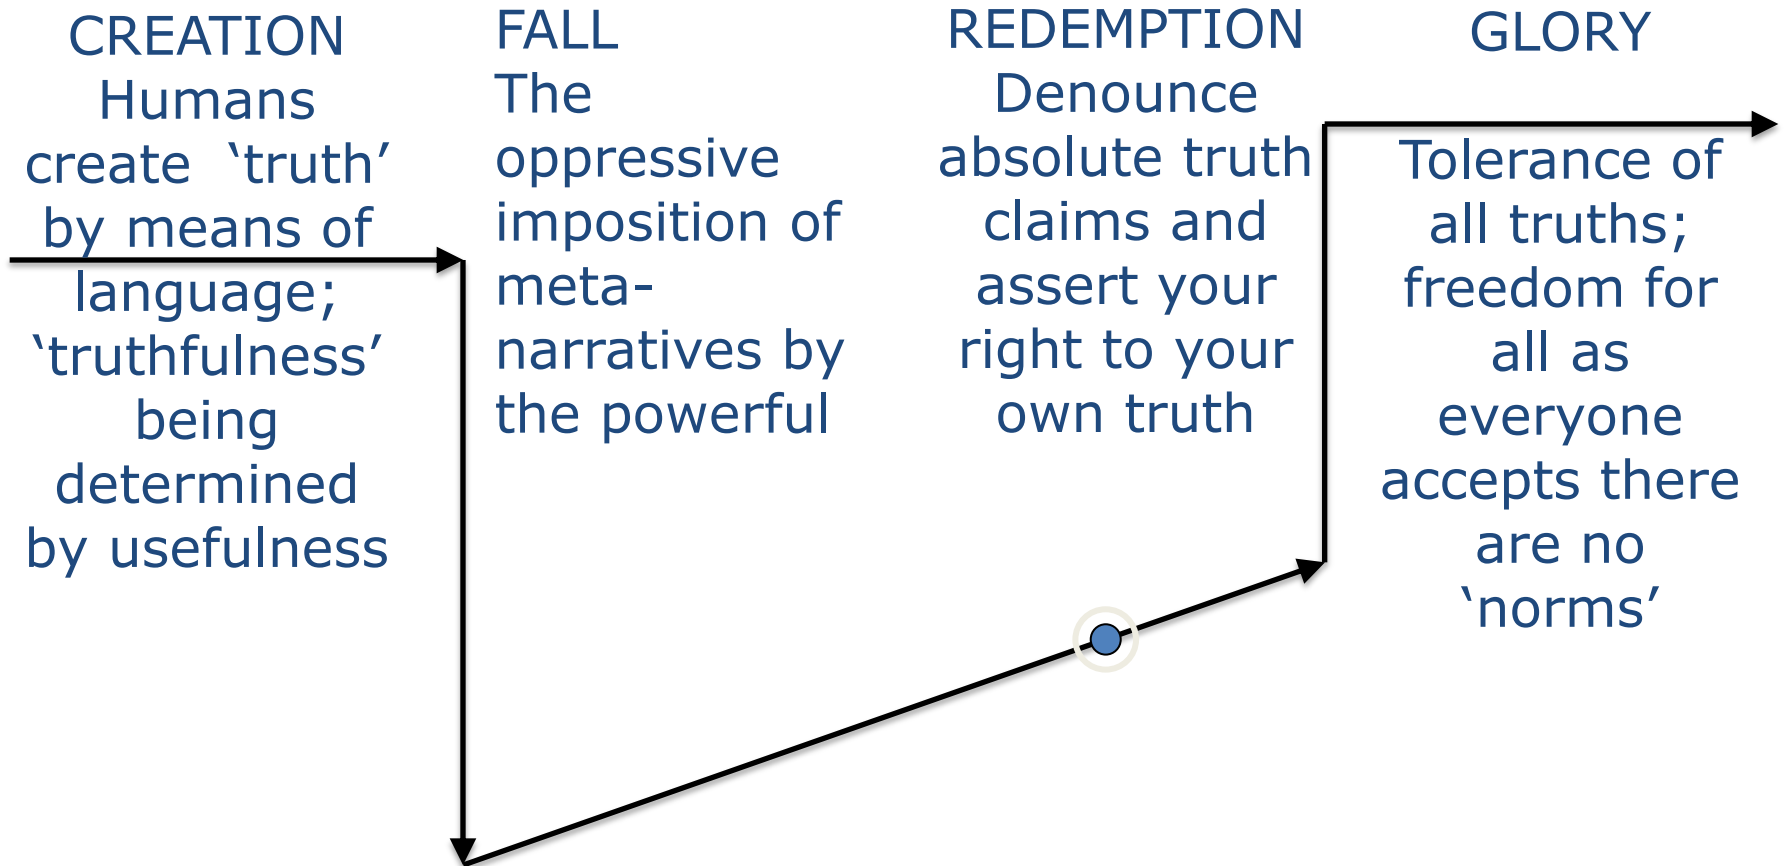 CREATION
Humans
create ‘truth’
by means of
language;
‘truthfulness’
being
determined
by usefulness
FALL
The
oppressive
imposition of
meta-
narratives by
the powerful
REDEMPTION
Denounce
absolute truth
claims and
assert your
right to your
own truth
GLORY
Tolerance of
all truths;
freedom for
all as
everyone
accepts there
are no
‘norms’